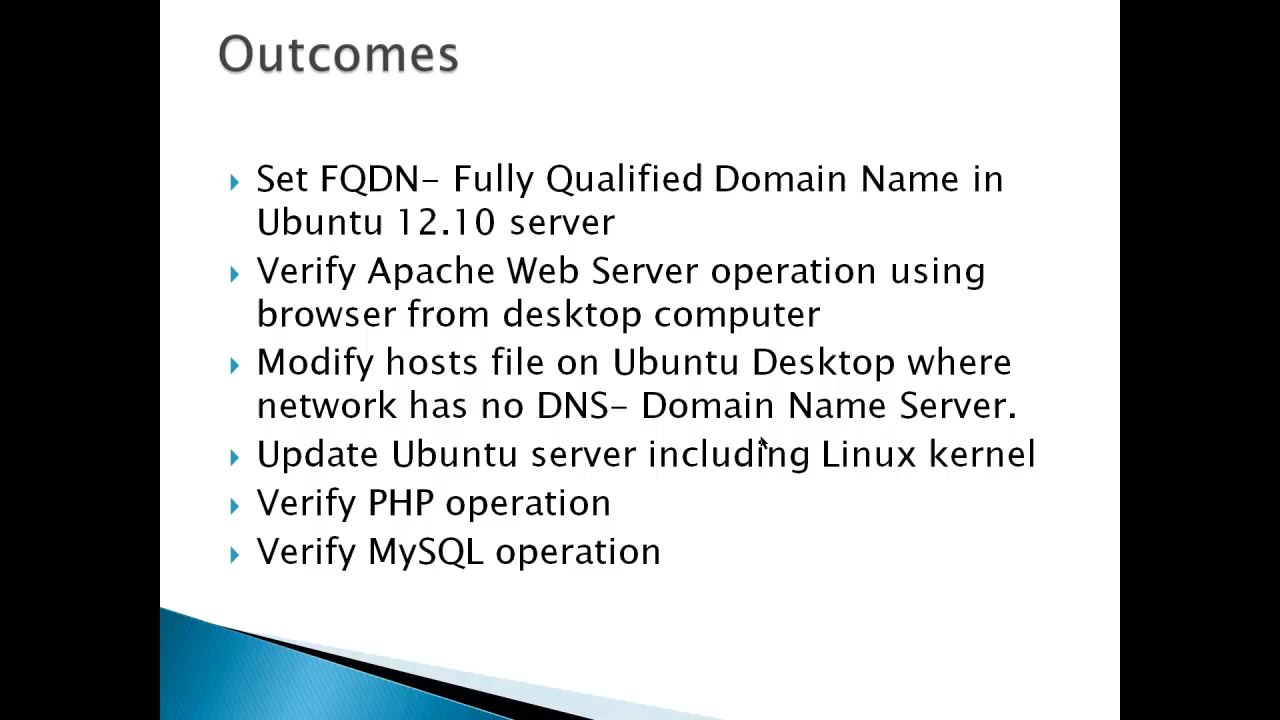 Outcomes
Set FQDN- Fully Qualified Domain Name in
Ubuntu 12.10 server
Verify Apache Web Server operation using
browser from desktop computer
Modify hosts file on Ubuntu Desktop where
network has no DNS- Domain Name Server.
Update Ubuntu server including Linux kernel
Verify PHP operation
Verify MySQL operation